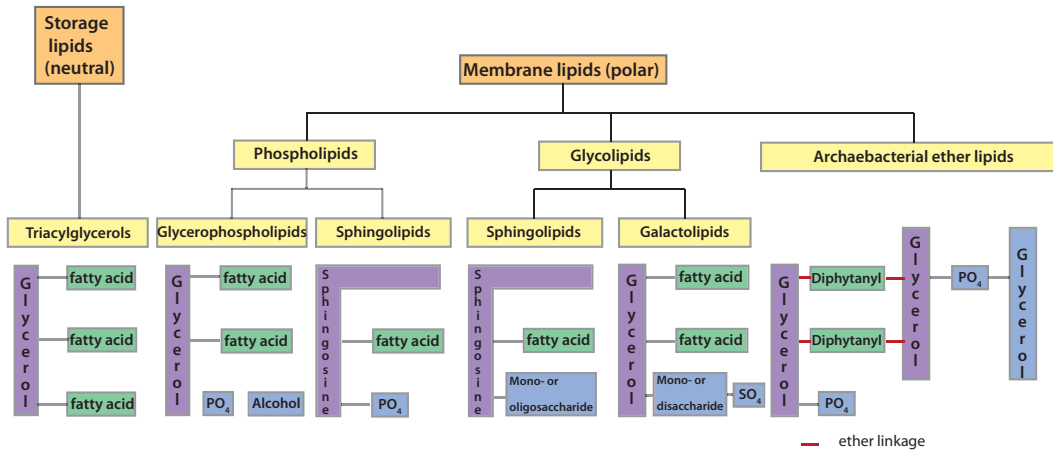 Storage
lipids
(neutral)
Membrane lipids (polar)
Phospholipids
Glycolipids
Archaebacterial ether lipids
Triacylglycerols
Glycerophospholipids
Sphingolipids
Sphingolipids
Galactolipids
Glycerol
fatty acid
fatty acid
fatty acid
Glycerol
fatty acid
fatty acid
PO4
Alcohol
Sphingosine
fatty acid
PO4
Sphingosine
fatty acid
Mono- or
oligosaccharide
Glycerol
fatty acid
fatty acid
Mono- or
disaccharide
SO4
Glycerol
Diphytanyl
Diphytanyl
PO4
Glycerol
PO4
Glycerol
ether linkage